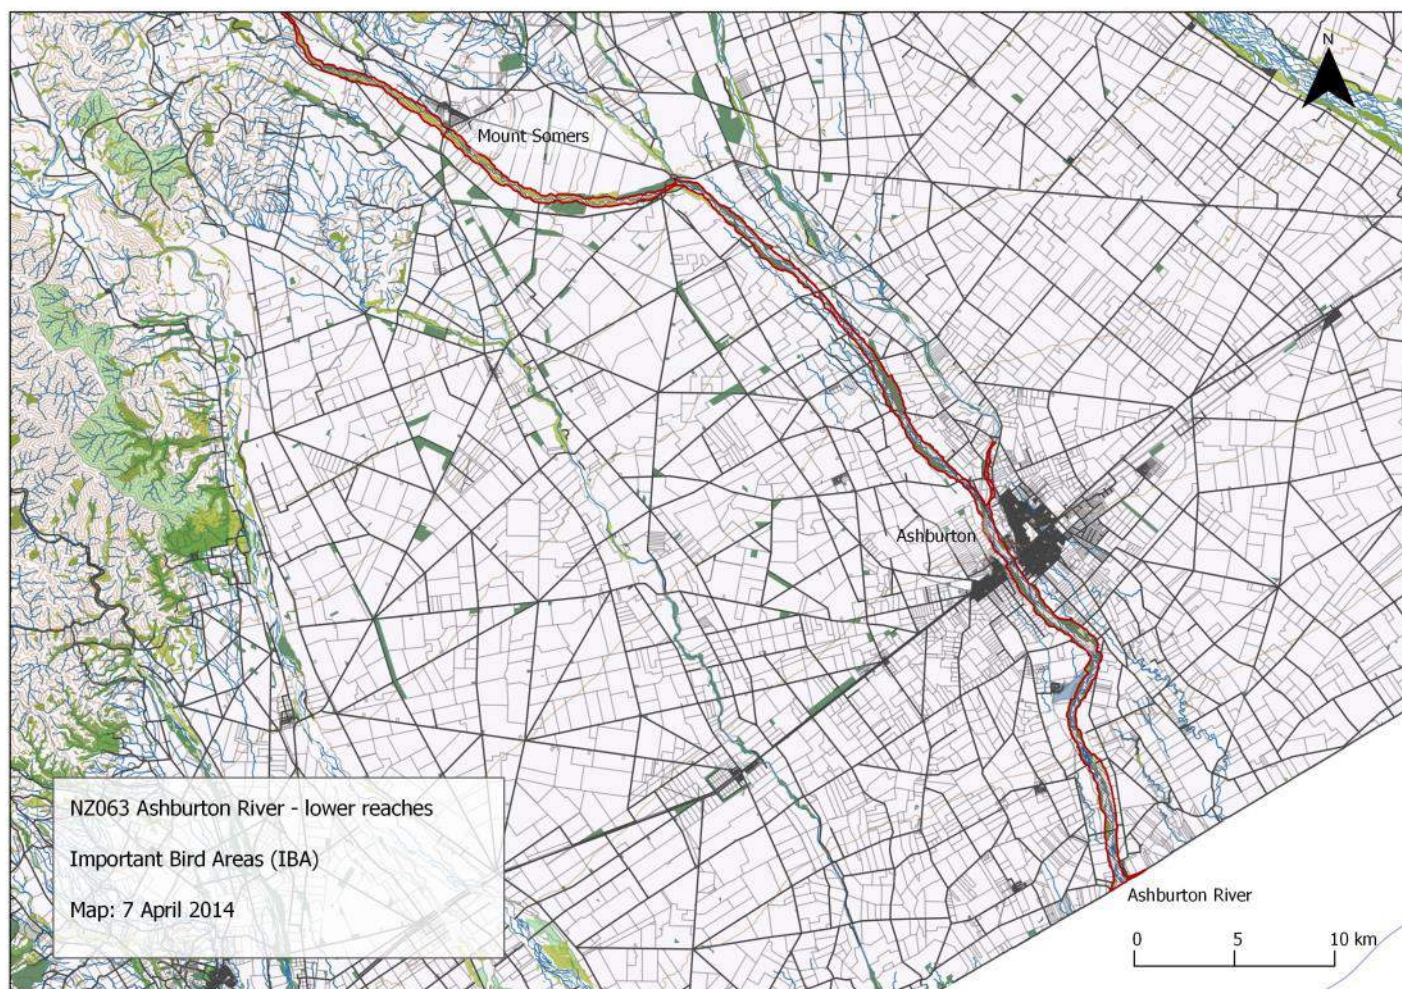 N
Mount Somers
Ashburton
NZ063 Ashburton River - lower reaches
Important Bird Areas (IBA)
Map: 7 April 2014
Ashburton River
0 5 10 km